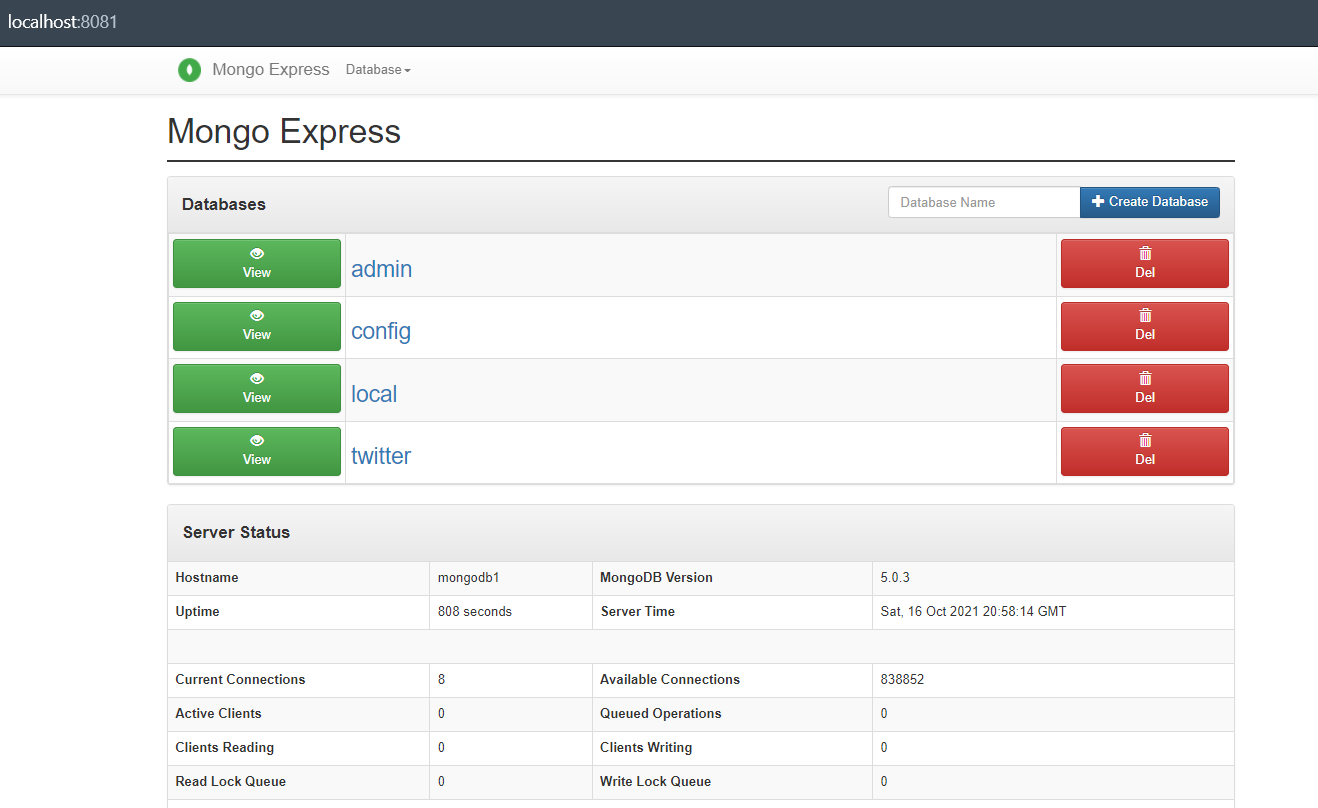 localhost:8081
Mongo Express Database
Mongo Express
Databases Database Name Create Database
View admin Del
View config Del
View local Del
View twitter Del
Server Status
Hostname mongodb1 MongoDB Version 5.0.3
Uptime 808 seconds Server Time Sat, 16 Oct 2021 20:58:14 GMT
Current Connections 8 Available Connections 838852
Active Clients 0 Queued Operations 0
Clients Reading 0 Clients Writing 0
Read Lock Queue 0 Write Lock Queue 0